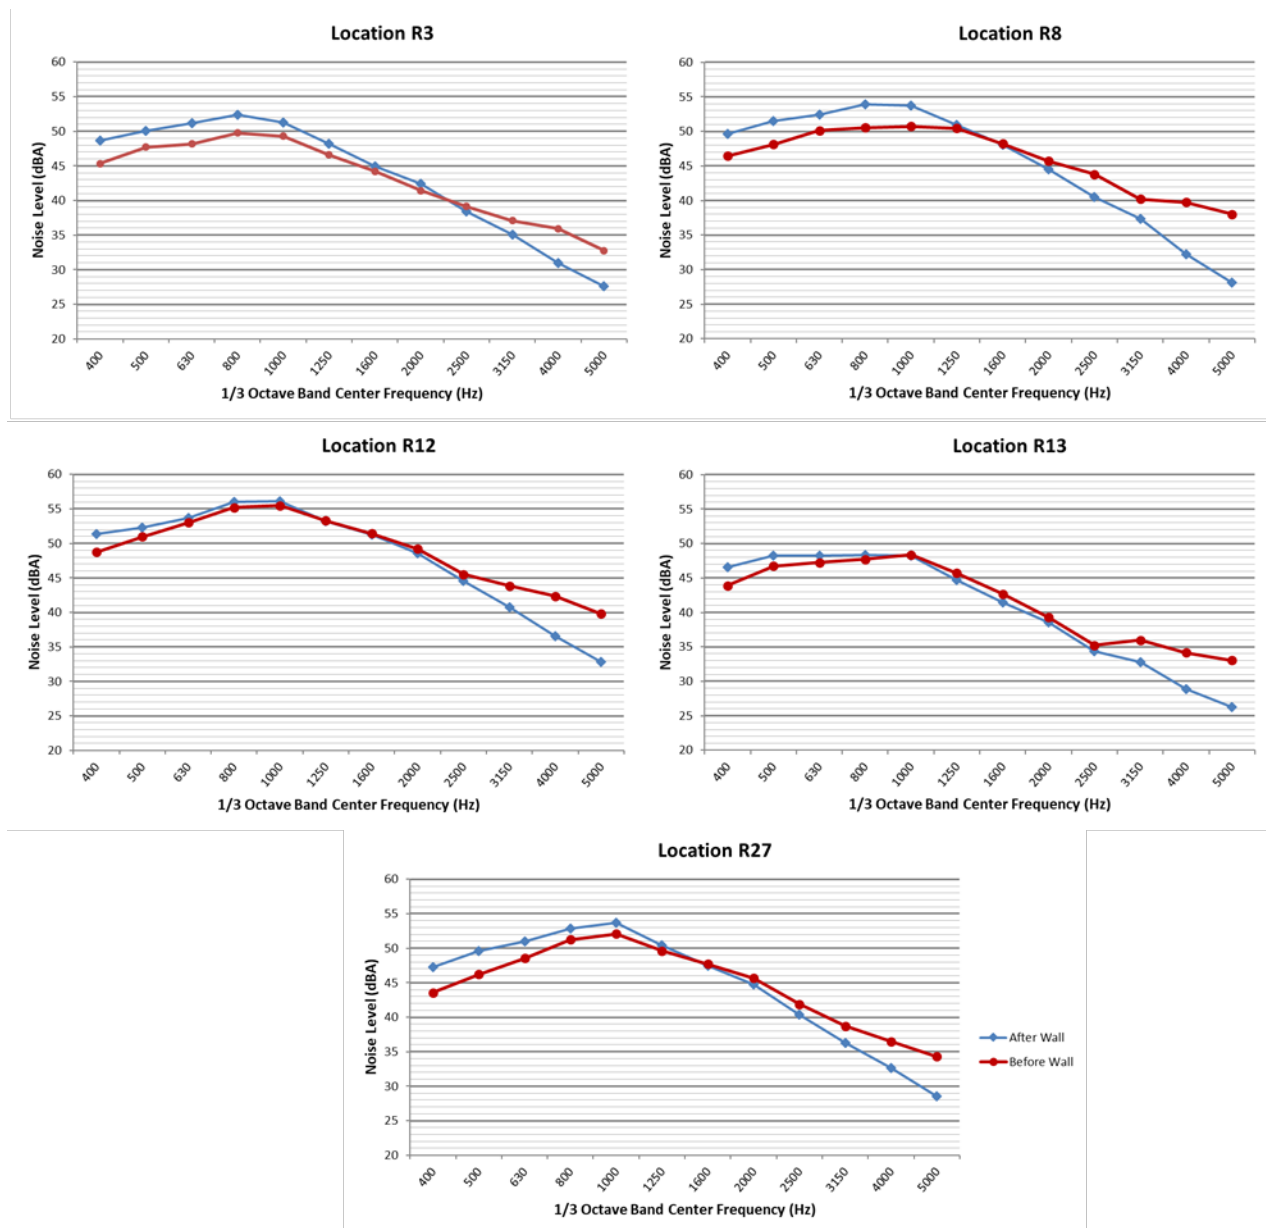 Location R3
60
55
50
45
40
35
30
25
20
Noise Level (dBA)
400 500 630 800 1000 1250 1600 2000 2500 3150 4000 5000
1/3 Octave Band Center Frequency (Hz)
Location R8
60
55
50
45
40
35
30
25
20
Noise Level (dBA)
400 500 630 800 1000 1250 1600 2000 2500 3150 4000 5000
1/3 Octave Band Center Frequency (Hz)
Location R12
60
55
50
45
40
35
30
25
20
Noise Level (dBA)
400 500 630 800 1000 1250 1600 2000 2500 3150 4000 5000
1/3 Octave Band Center Frequency (Hz)
Location R13
60
55
50
45
40
35
30
25
20
Noise Level (dBA)
400 500 630 800 1000 1250 1600 2000 2500 3150 4000 5000
1/3 Octave Band Center Frequency (Hz)
Location R27
60
55
50
45
40
35
30
25
20
Noise Level (dBA)
400 500 630 800 1000 1250 1600 2000 2500 3150 4000 5000
1/3 Octave Band Center Frequency (Hz)
After Wall
Before Wall